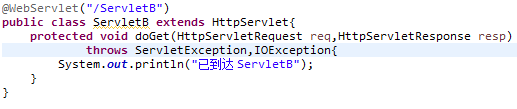 @WebServlet("/ServletB")
public class ServletB extends HttpServlet{
    protected void doGet(HttpServletRequest req,HttpServletResponse resp)
            throws ServletException,IOException{
        System.out.println("已到达 ServletB");
    }
}